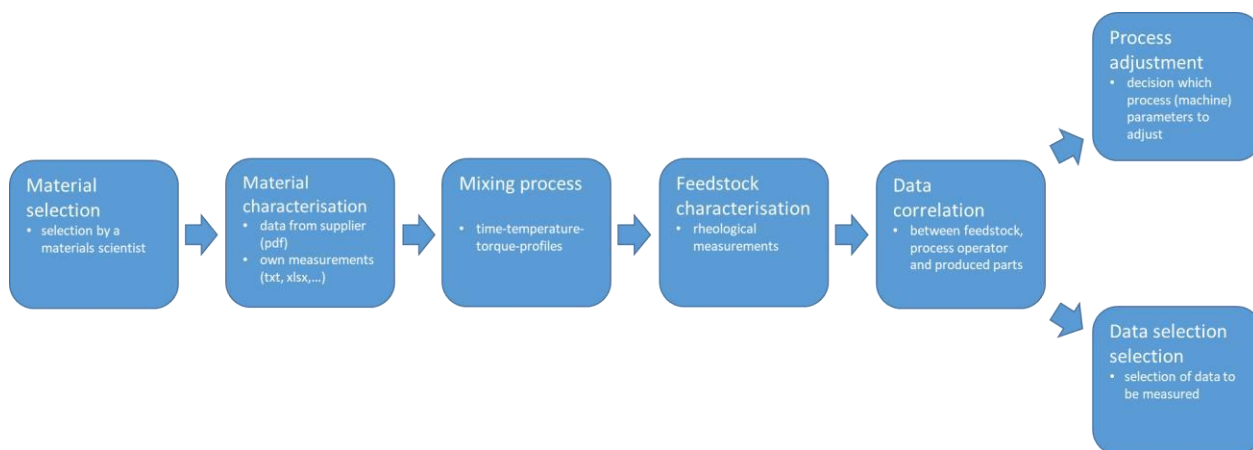 Material
selection
• selection by a
materials scientist
Material
characterisation
• data from supplier
(pdf)
• own measurements
(txt, xlsx,...)
Mixing process
• time-temperature-
torque-profiles
Feedstock
characterisation
• rheological
measurements
Data
correlation
• between feedstock,
process operator
and produced parts
Process
adjustment
• decision which
process (machine)
parameters to
adjust
Data selection
selection
• selection of data to
be measured